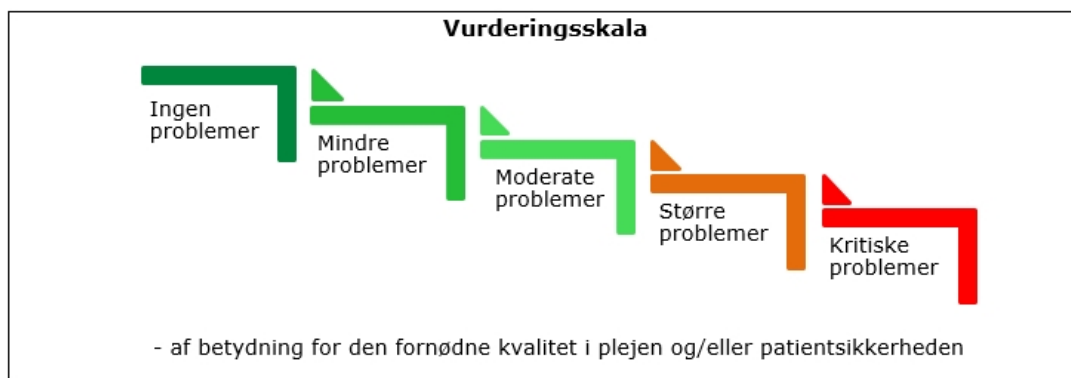 Vurderingsskala
Ingen
problemer
Mindre
problemer
Moderate
problemer
Større
problemer
Kritiske
problemer
- af betydning for den fornødne kvalitet i plejen og/eller patientsikkerheden